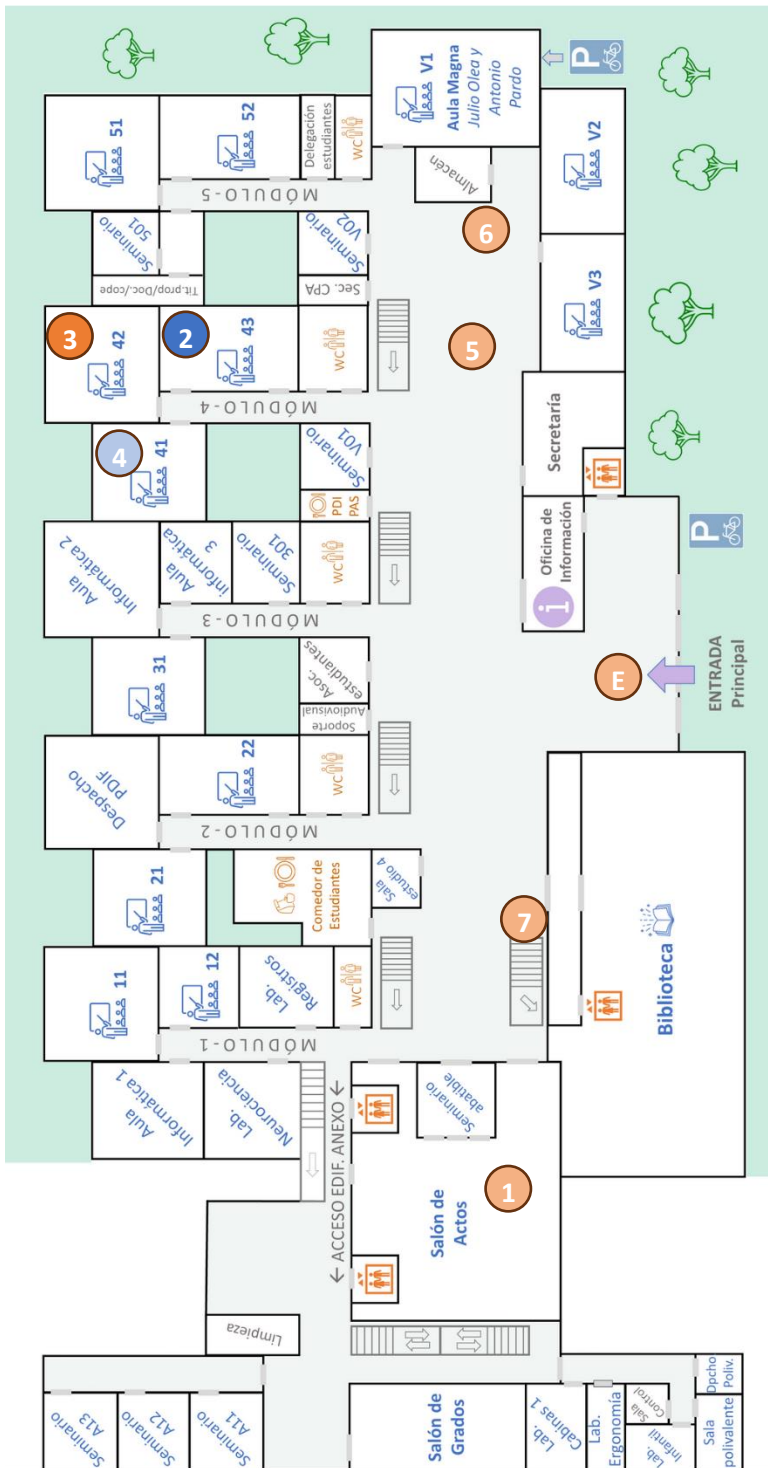 V1
Aula Magna
Julio Olea y
Antonio
Pardo
P
51
52
Delegación
estudiantes
WC
V2
Almacén
MÓDULO-5
6
Seminario
501
Seminario
V02
V3
Tit.prop/Doc./cope
Sec. CPA
3
42
2
43
WC
5
MÓDULO-4
Secretaría
4
41
Seminario
V01
PDI
PAS
Oficina de
Información
i
P
Aula
Informática 2
Aula
informática
3
Seminario
301
WC
MÓDULO-3
31
Asoc.
estudiantes
Soporte
Audiovisual
E
ENTRADA
Principal
Despacho
PDIF
22
WC
MÓDULO-2
21
Comedor de
Estudiantes
Sala
estudio 4
7
11
12
Lab.
Registros
WC
Biblioteca
MÓDULO-1
Aula
Informática 1
Lab.
Neurociencia
← ACCESO EDIF. ANEXO →
Seminario
abatible
1
Salón de
Actos
Limpieza
Seminario
A13
Seminario
A12
Seminario
A11
Salón de
Grados
Lab.
Cabinas 1
Lab.
Ergonomía
Sala
Control
Lab.
Infantil
Dpcho
Poliv.
Sala
polivalente